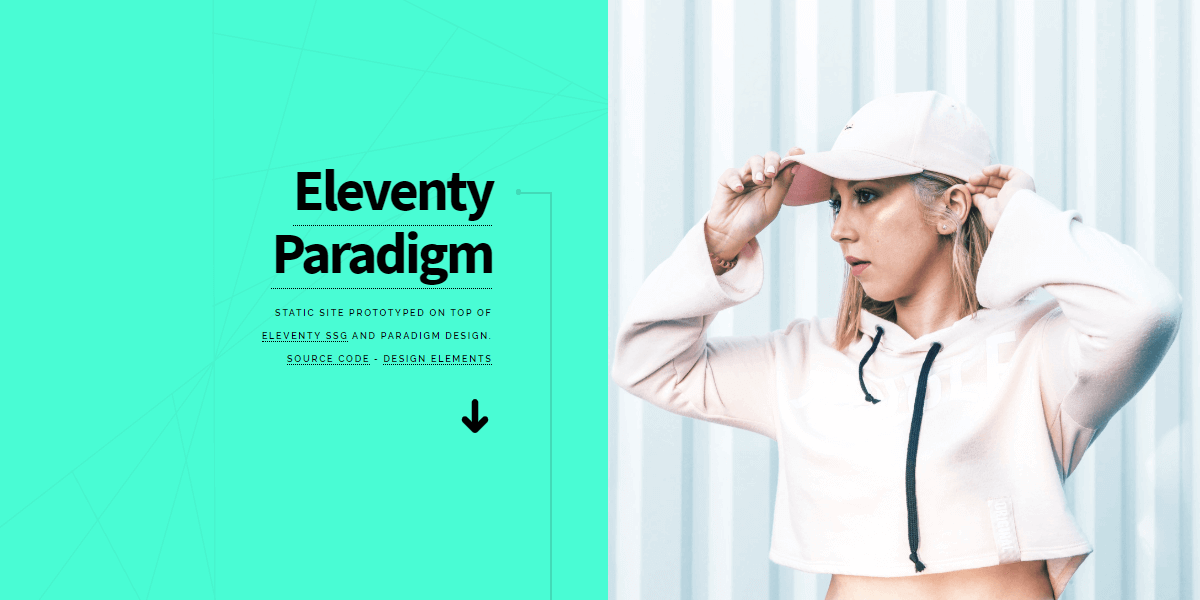 Eleventy
Paradigm
STATIC SITE PROTOTYPED ON TOP OF
ELEVENTY SSG AND PARADIGM DESIGN.
SOURCE CODE - DESIGN ELEMENTS